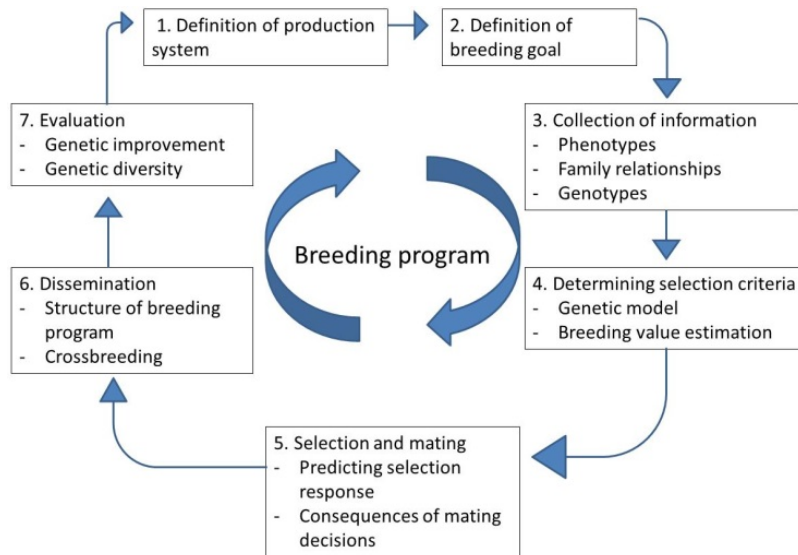 1. Definition of production
system
2. Definition of
breeding goal
3. Collection of information
- Phenotypes
- Family relationships
- Genotypes
4. Determining selection criteria
- Genetic model
- Breeding value estimation
5. Selection and mating
- Predicting selection
response
- Consequences of mating
decisions
6. Dissemination
- Structure of breeding
program
- Crossbreeding
7. Evaluation
- Genetic improvement
- Genetic diversity
Breeding program